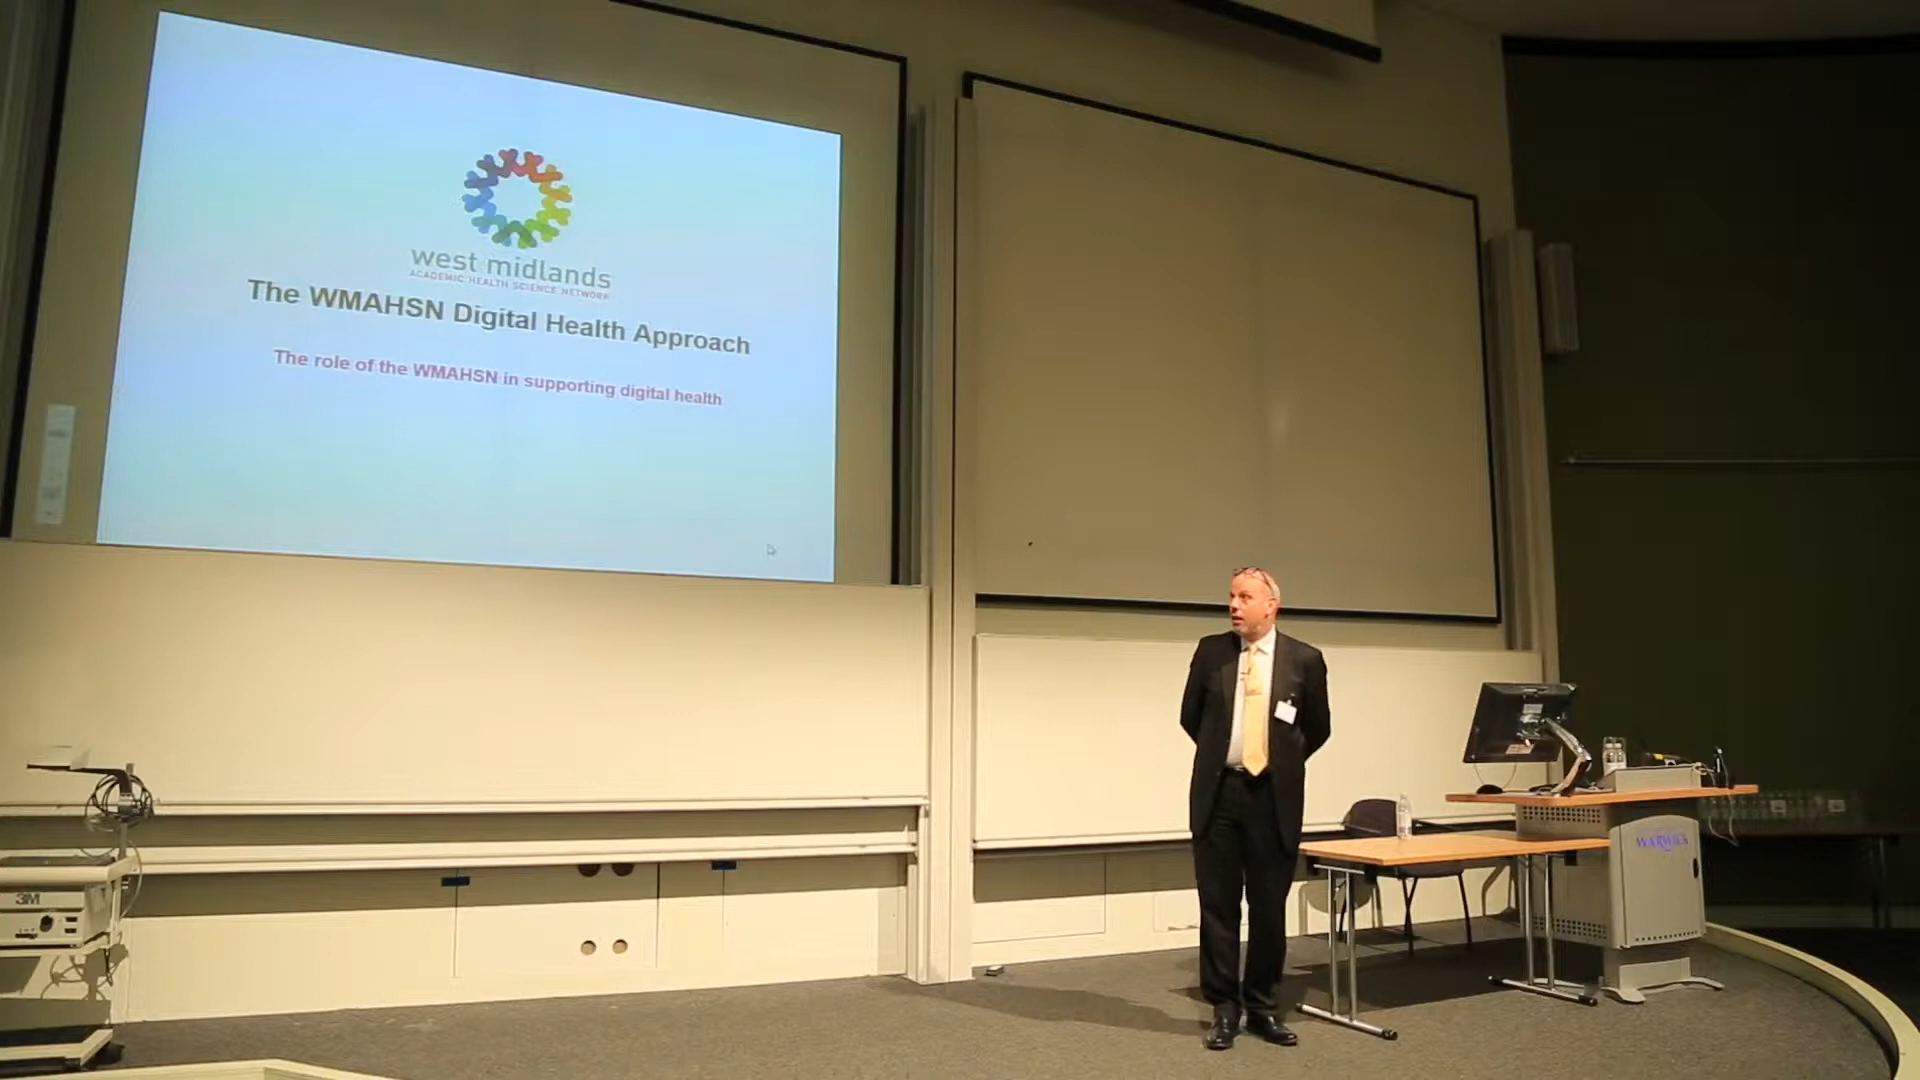 west midlands
ACADEMIC HEALTH SCIENCE NETWORK
The WMAHSN Digital Health Approach
The role of the WMAHSN in supporting digital health
WARWICK
3M